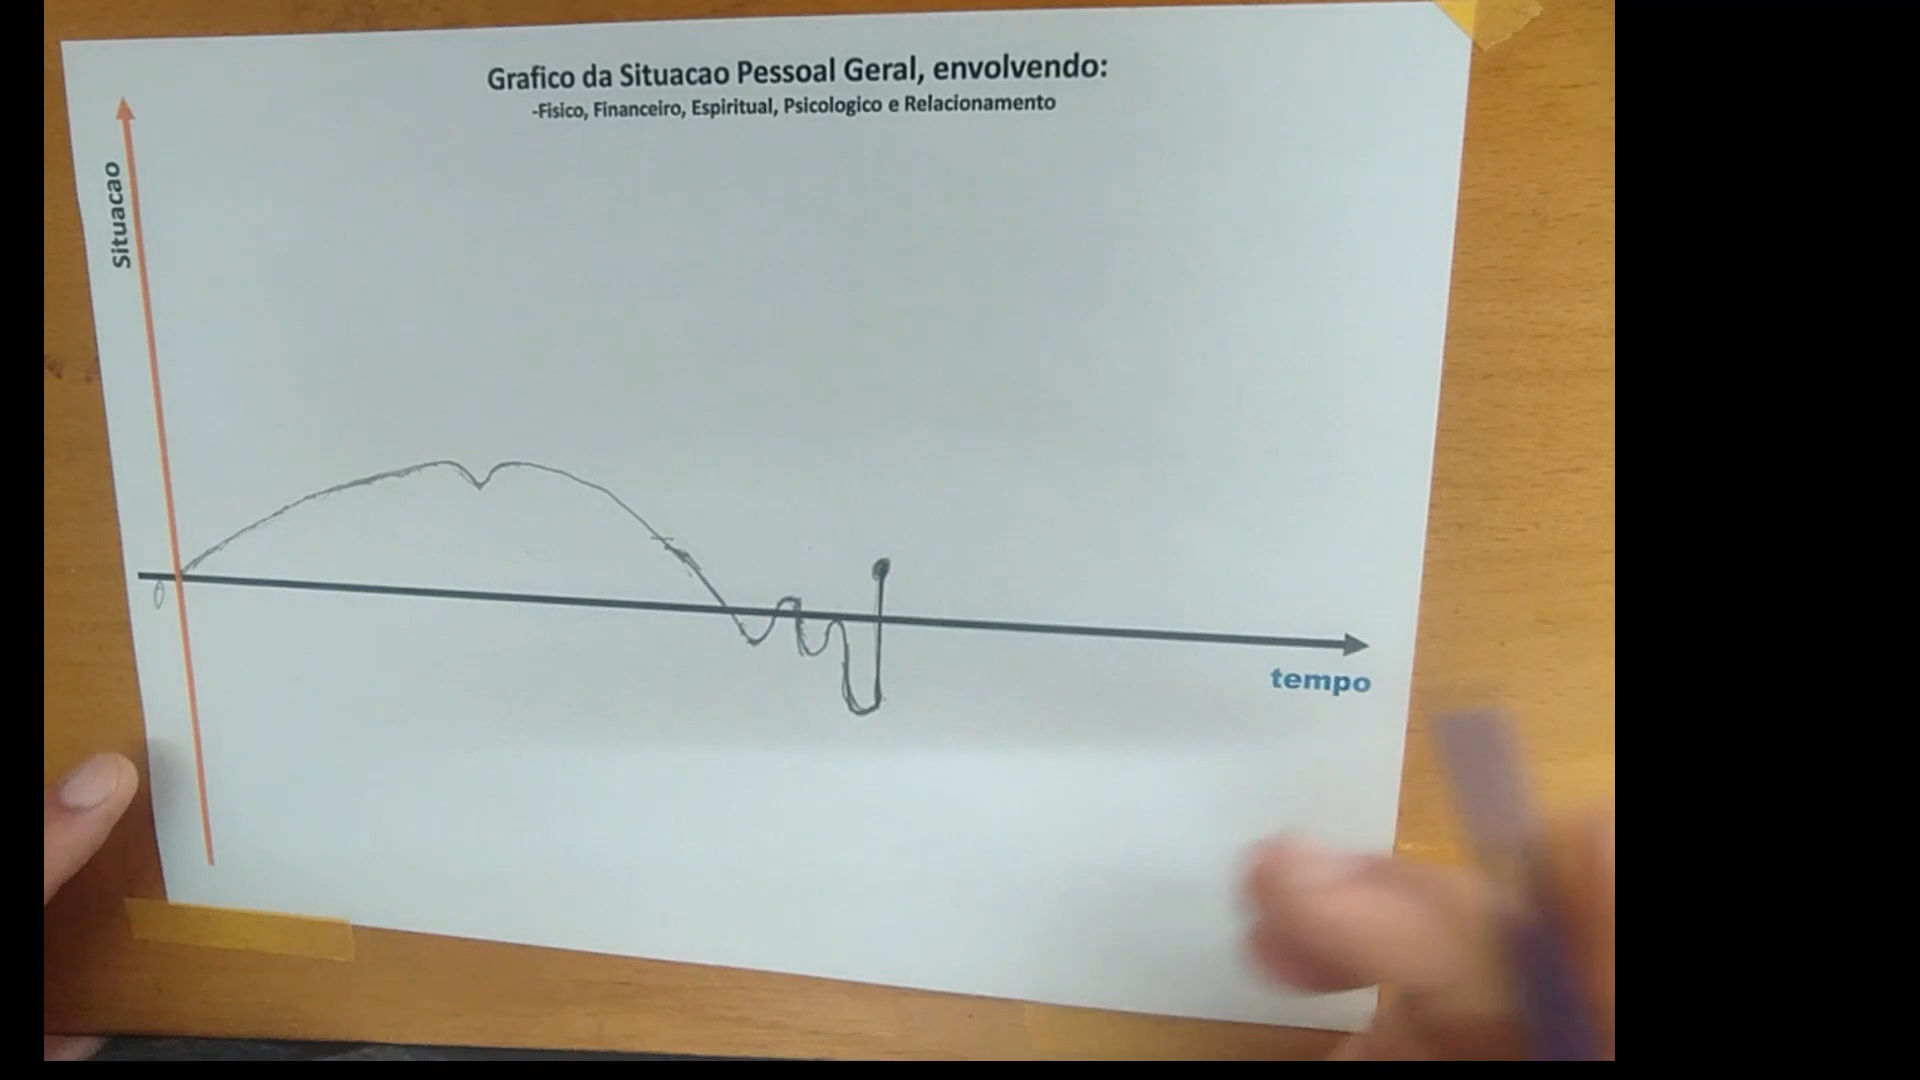 Grafico da Situacao Pessoal Geral, envolvendo:
-Fisico, Financeiro, Espiritual, Psicologico e Relacionamento
Situacao
0
tempo